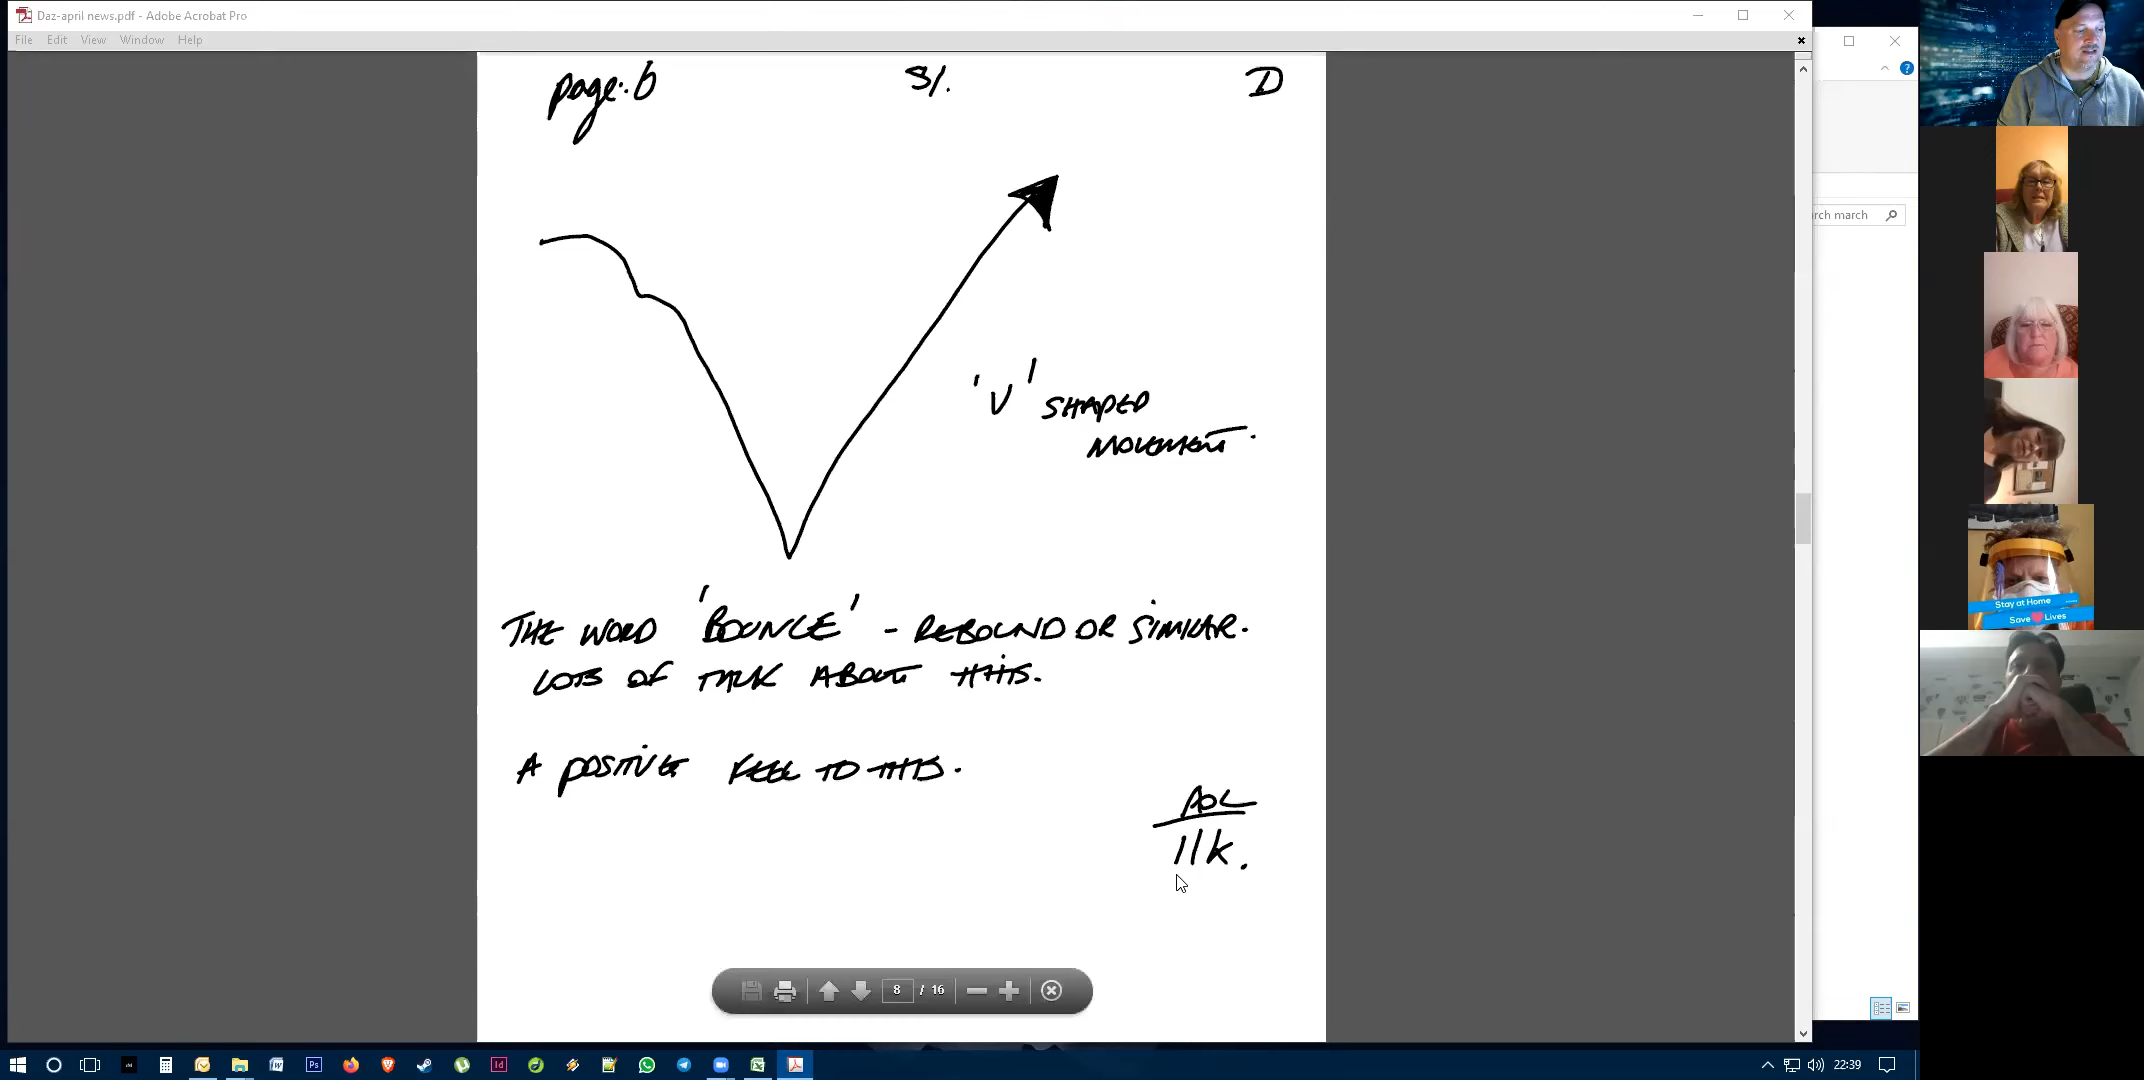 Daz-april news.pdf - Adobe Acrobat Pro
File Edit View Window Help
page: 6 S/. D
'V' SHAPED
MOVEMENT.
THE WORD 'BOUNCE' - REBOUND OR SIMILAR.
LOTS OF TALK ABOUT THIS.
A POSITIVE FEEL TO THIS.
AOL
11k.
8 / 16
rch march
Stay at Home
Save Lives
22:39